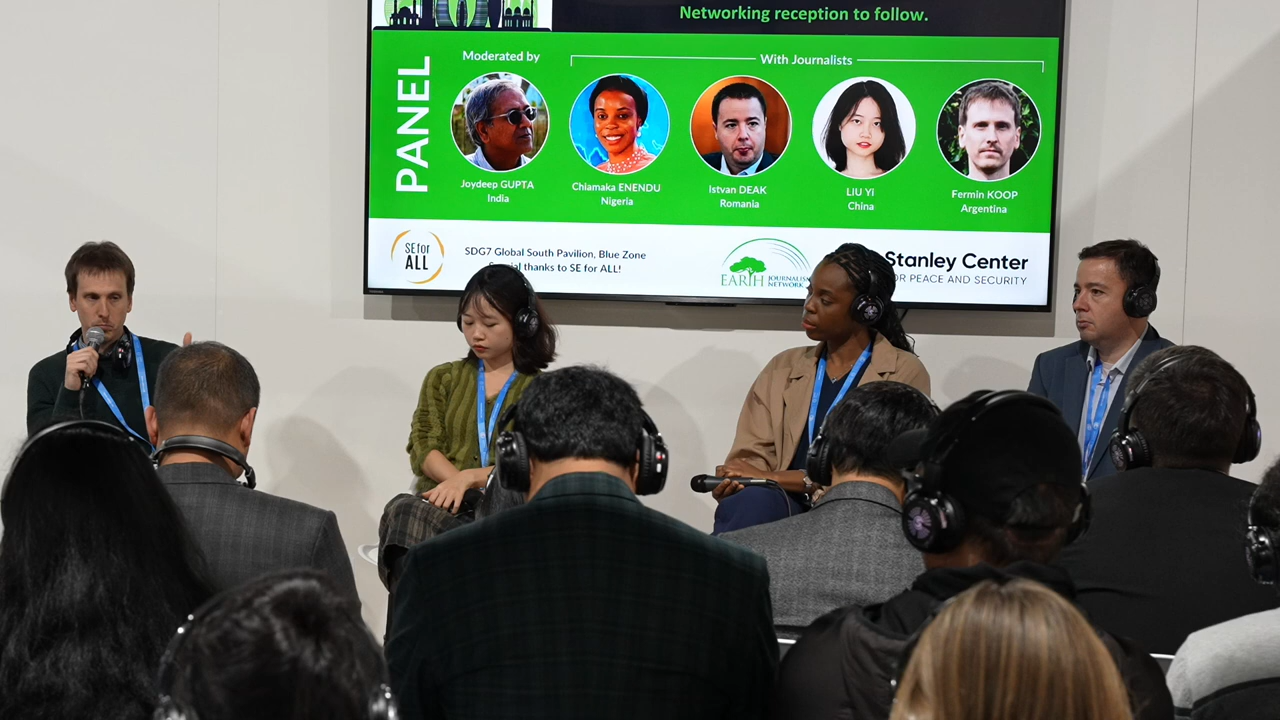 Networking reception to follow.
PANEL
Moderated by
With Journalists
Joydeep GUPTA
India
Chiamaka ENENDU
Nigeria
Istvan DEAK
Romania
LIU Yi
China
Fermin KOOP
Argentina
SE for
ALL
SDG7 Global South Pavilion, Blue Zone
thanks to SE for ALL!
EARTH JOURNALISM
NETWORK
Stanley Center
FOR PEACE AND SECURITY